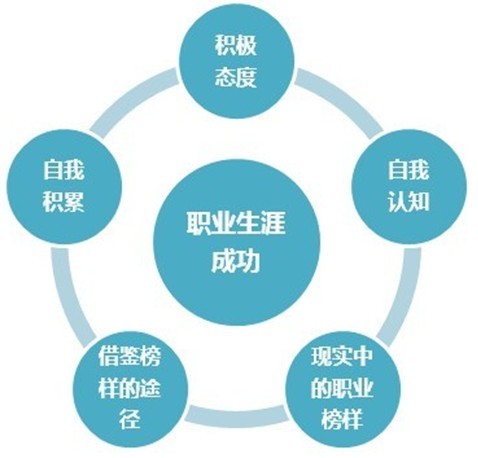 积极
态度
自我
认知
现实中
的职业
榜样
借鉴榜
样的途
径
自我
积累
职业生涯
成功